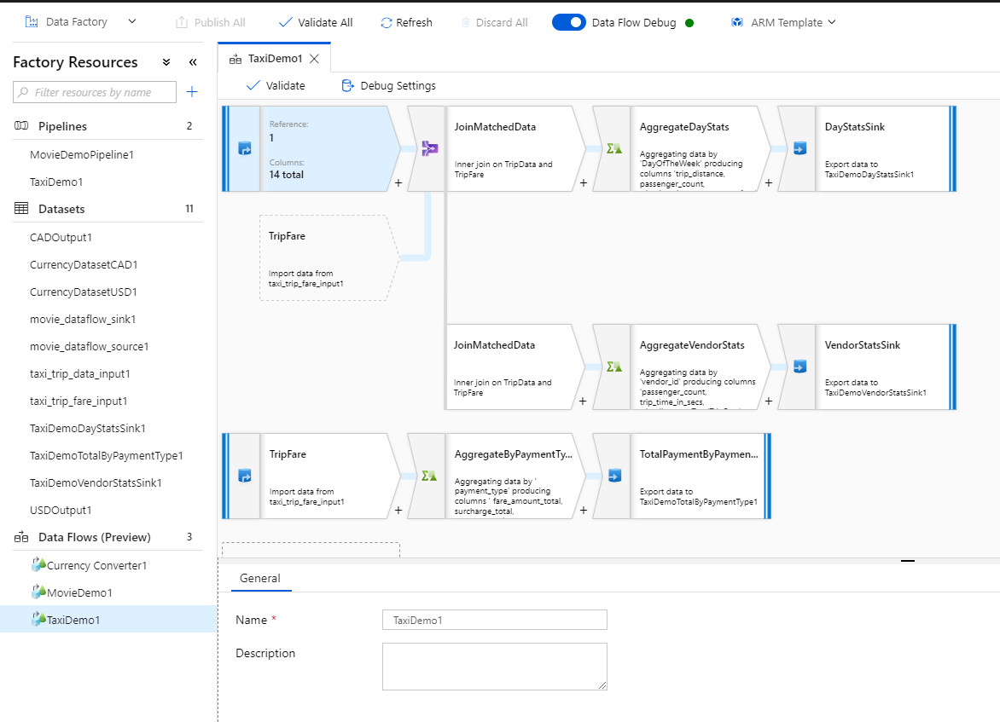 Data Factory
Publish All
Validate All
Refresh
Discard All
Data Flow Debug
ARM Template
Factory Resources
Filter resources by name
Pipelines 2
MovieDemoPipeline1
TaxiDemo1
Datasets 11
CADOutput1
CurrencyDatasetCAD1
CurrencyDatasetUSD1
movie_dataflow_sink1
movie_dataflow_source1
taxi_trip_data_input1
taxi_trip_fare_input1
TaxiDemoDayStatsSink1
TaxiDemoTotalByPaymentType1
TaxiDemoVendorStatsSink1
USDOutput1
Data Flows (Preview) 3
Currency Converter1
MovieDemo1
TaxiDemo1
TaxiDemo1
Validate
Debug Settings
Reference:
1
Columns:
14 total
+
JoinMatchedData
Inner join on TripData and
TripFare
+
AggregateDayStats
Aggregating data by
'DayOfTheWeek' producing
columns 'trip_distance,
passenger_count,
+
DayStatsSink
Export data to
TaxiDemoDayStatsSink1
TripFare
Import data from
taxi_trip_fare_input1
JoinMatchedData
Inner join on TripData and
TripFare
+
AggregateVendorStats
Aggregating data by
'vendor_id' producing columns
'passenger_count,
trip_time_in_secs,
+
VendorStatsSink
Export data to
TaxiDemoVendorStatsSink1
TripFare
Import data from
taxi_trip_fare_input1
+
AggregateByPaymentTy...
Aggregating data by '
payment_type' producing
columns ' fare_amount_total,
surcharge_total,
+
TotalPaymentByPaymen...
Export data to
TaxiDemoTotalByPaymentType1
General
Name *
TaxiDemo1
Description